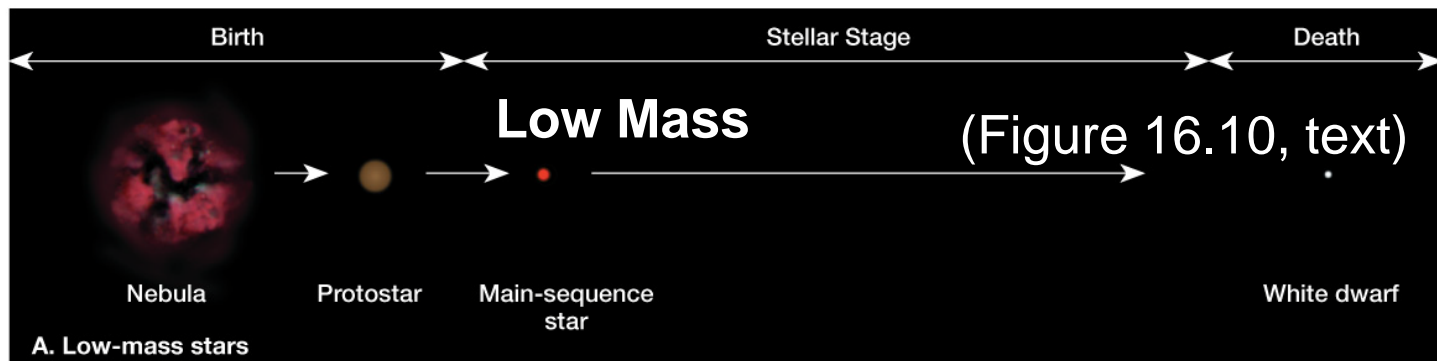 Birth
Stellar Stage
Death
Low Mass
(Figure 16.10, text)
Nebula
Protostar
Main-sequence
star
White dwarf
A. Low-mass stars